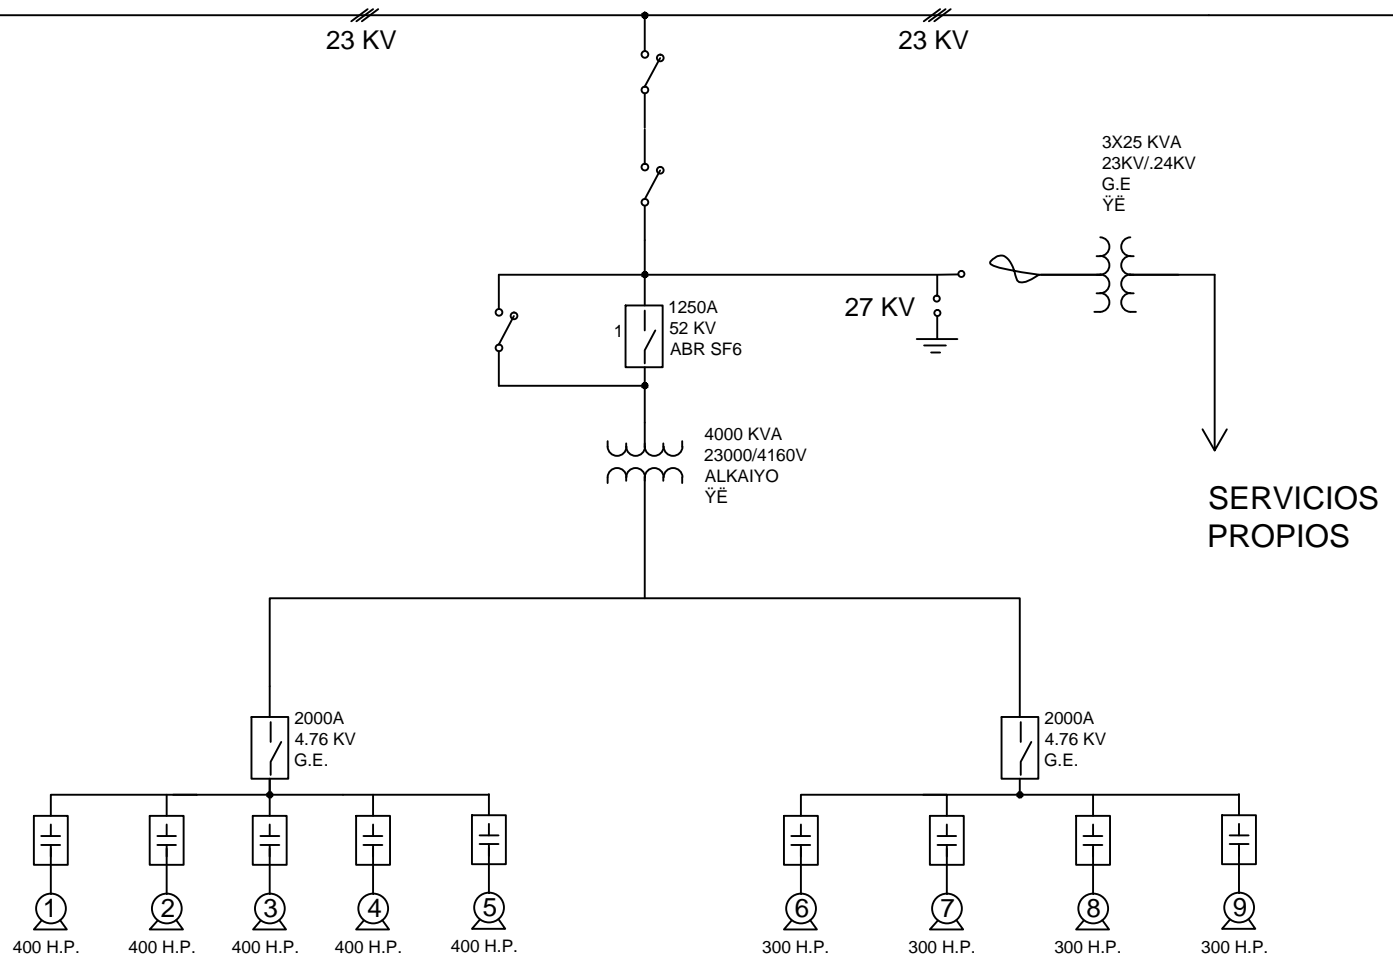 23 KV
23 KV
3X25 KVA
23KV/.24KV
G.E
ŸË
1250A
52 KV
ABR SF6
1
27 KV
4000 KVA
23000/4160V
ALKAIYO
ŸË
SERVICIOS
PROPIOS
2000A
4.76 KV
G.E.
2000A
4.76 KV
G.E.
1
2
3
4
5
6
7
8
9
400 H.P.
400 H.P.
400 H.P.
400 H.P.
400 H.P.
300 H.P.
300 H.P.
300 H.P.
300 H.P.